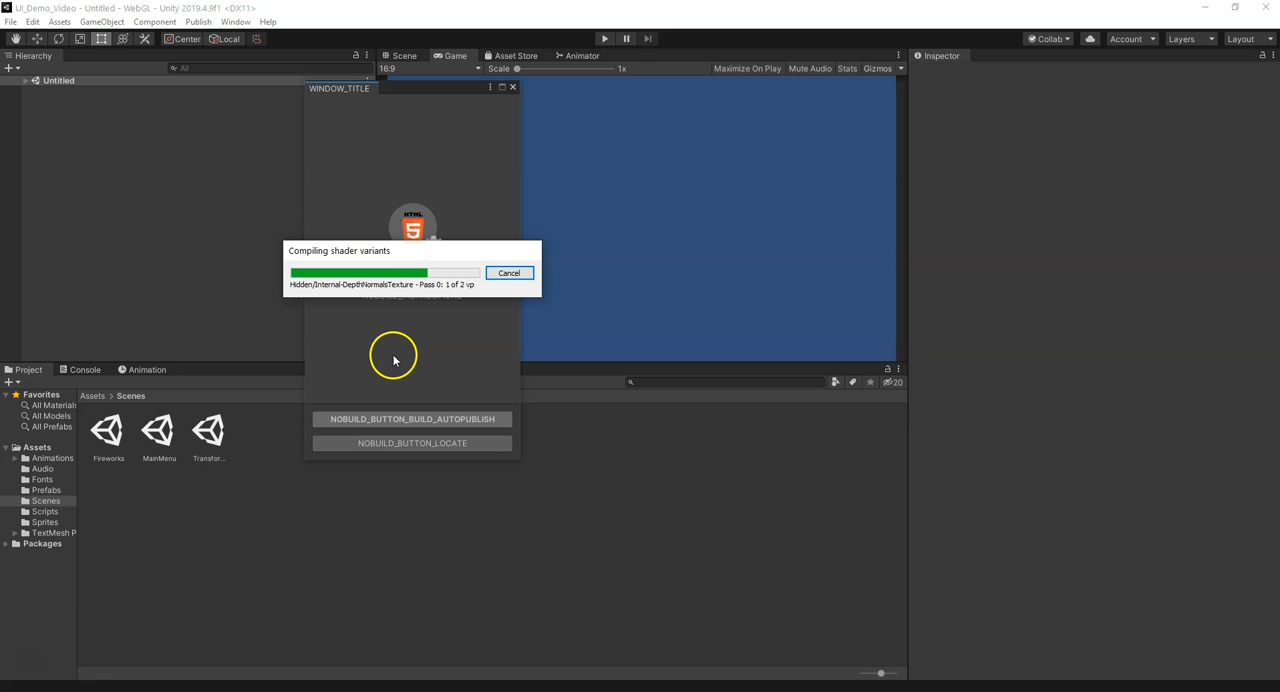 UI_Demo_Video - Untitled - WebGL - Unity 2019.4.9f1 <DX11>
File Edit Assets GameObject Component Publish Window Help
Center Local Collab Account Layers Layout
Hierarchy Scene Game Asset Store Animator Inspector
All 16:9 Scale 1x Maximize On Play Mute Audio Stats Gizmos
Untitled
WINDOW_TITLE
HTML
5
Compiling shader variants
Cancel
Hidden/Internal-DepthNormalsTexture - Pass 0: 1 of 2 vp
Project Console Animation
20
Favorites
All Materials
All Models
All Prefabs
Assets > Scenes
NOBUILD_BUTTON_BUILD_AUTOPUBLISH
NOBUILD_BUTTON_LOCATE
Fireworks MainMenu Transfor...
Assets
Animations
Audio
Fonts
Prefabs
Scenes
Scripts
Sprites
TextMesh P
Packages